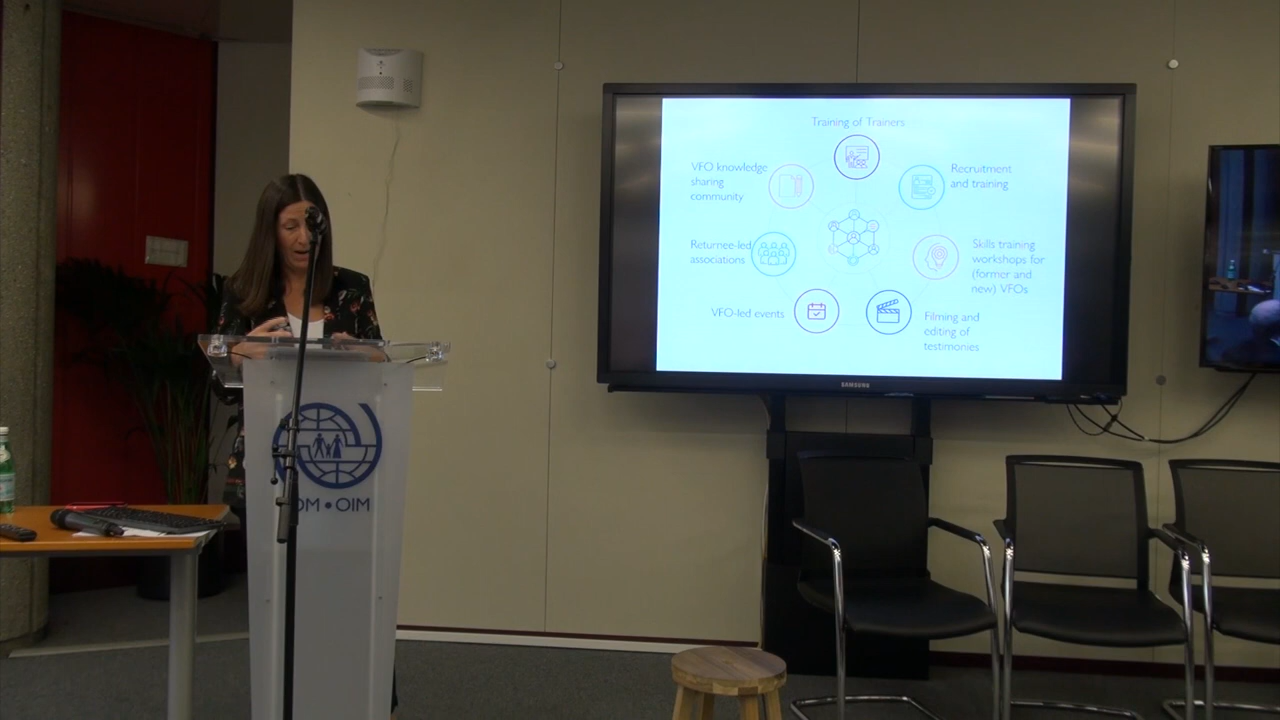 Training of Trainers
VFO knowledge
sharing
community
Recruitment
and training
Returnee-led
associations
Skills training
workshops for
(former and
new) VFOs
VFO-led events
Filming and
editing of
testimonies
SAMSUNG
OM • OIM